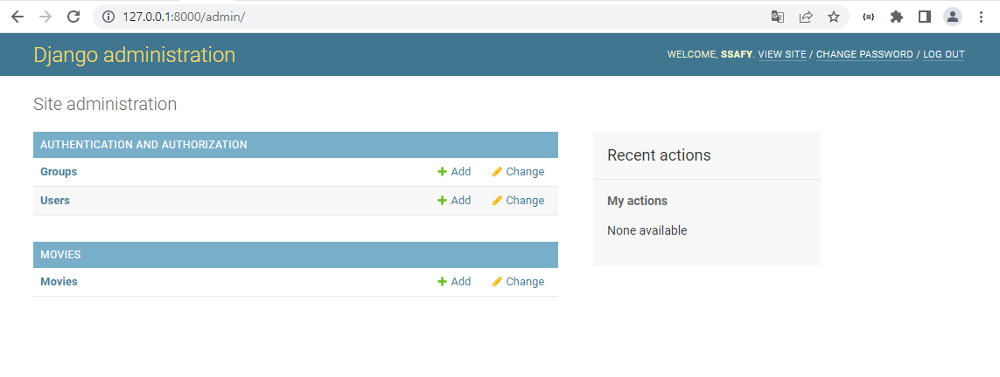 127.0.0.1:8000/admin/
Django administration
WELCOME, SSAFY. VIEW SITE / CHANGE PASSWORD / LOG OUT
Site administration
AUTHENTICATION AND AUTHORIZATION
Groups Add Change
Users Add Change
MOVIES
Movies Add Change
Recent actions
My actions
None available